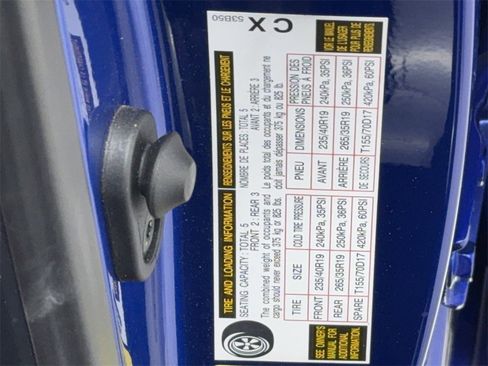 TIRE AND LOADING INFORMATION
SEATING CAPACITY: TOTAL 5
FRONT 2 : REAR 3
The combined weight of occupants and
cargo should never exceed 375 kg or 825 lbs.
TIRE SIZE COLD TIRE PRESSURE
FRONT 235/40R19 240kPa, 35PSI
REAR 265/35R19 250kPa, 36PSI
SPARE T155/70D17 420kPa, 60PSI
SEE OWNER'S
MANUAL FOR
ADDITIONAL
INFORMATION
RENSEIGNEMENTS SUR LES PNEUS ET LE CHARGEMENT
NOMBRE DE PLACES: TOTAL 5
AVANT 2 : ARRIÈRE 3
Le poids total des occupants et du chargement ne
doit jamais dépasser 375 kg ou 825 lb.
PNEU DIMENSIONS PRESSION DES
PNEUS À FROID
AVANT 235/40R19 240kPa, 35PSI
ARRIÈRE 265/35R19 250kPa, 36PSI
DE SECOURS T155/70D17 420kPa, 60PSI
VOIR LE MANUEL
DE L'USAGER
POUR PLUS DE
RENSEIGNEMENTS
C X
53B50